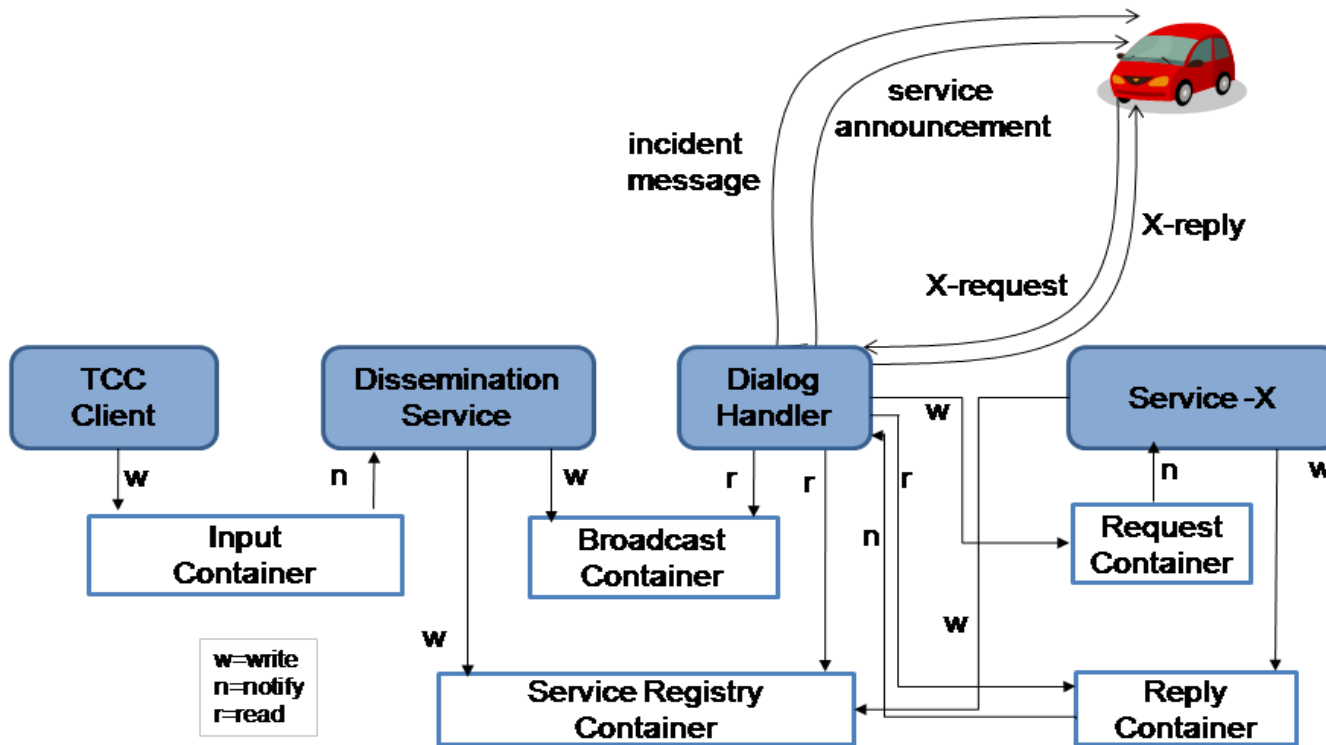 service
announcement
incident
message
X-reply
X-request
TCC
Client
Dissemination
Service
Dialog
Handler
Service -X
w
w
n
w
w
r
r
r
n
n
w
Input
Container
Broadcast
Container
Request
Container
w
w
w=write
n=notify
r=read
Service Registry
Container
Reply
Container